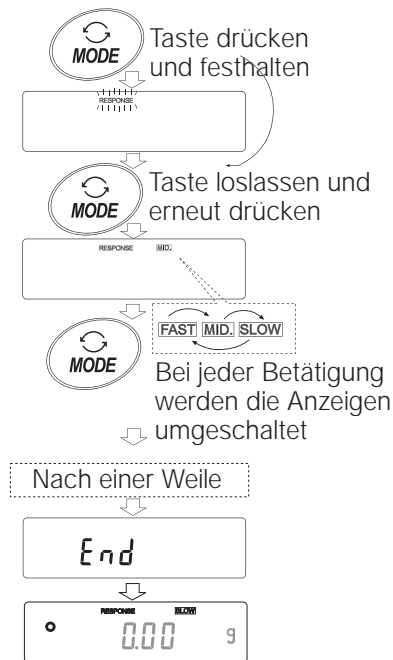 MODE
Taste drücken
und festhalten
RESPONSE
MODE
Taste loslassen und
erneut drücken
RESPONSE MID.
FAST MID. SLOW
MODE
Bei jeder Betätigung
werden die Anzeigen
umgeschaltet
Nach einer Weile
End
RESPONSE SLOW
0.00 g